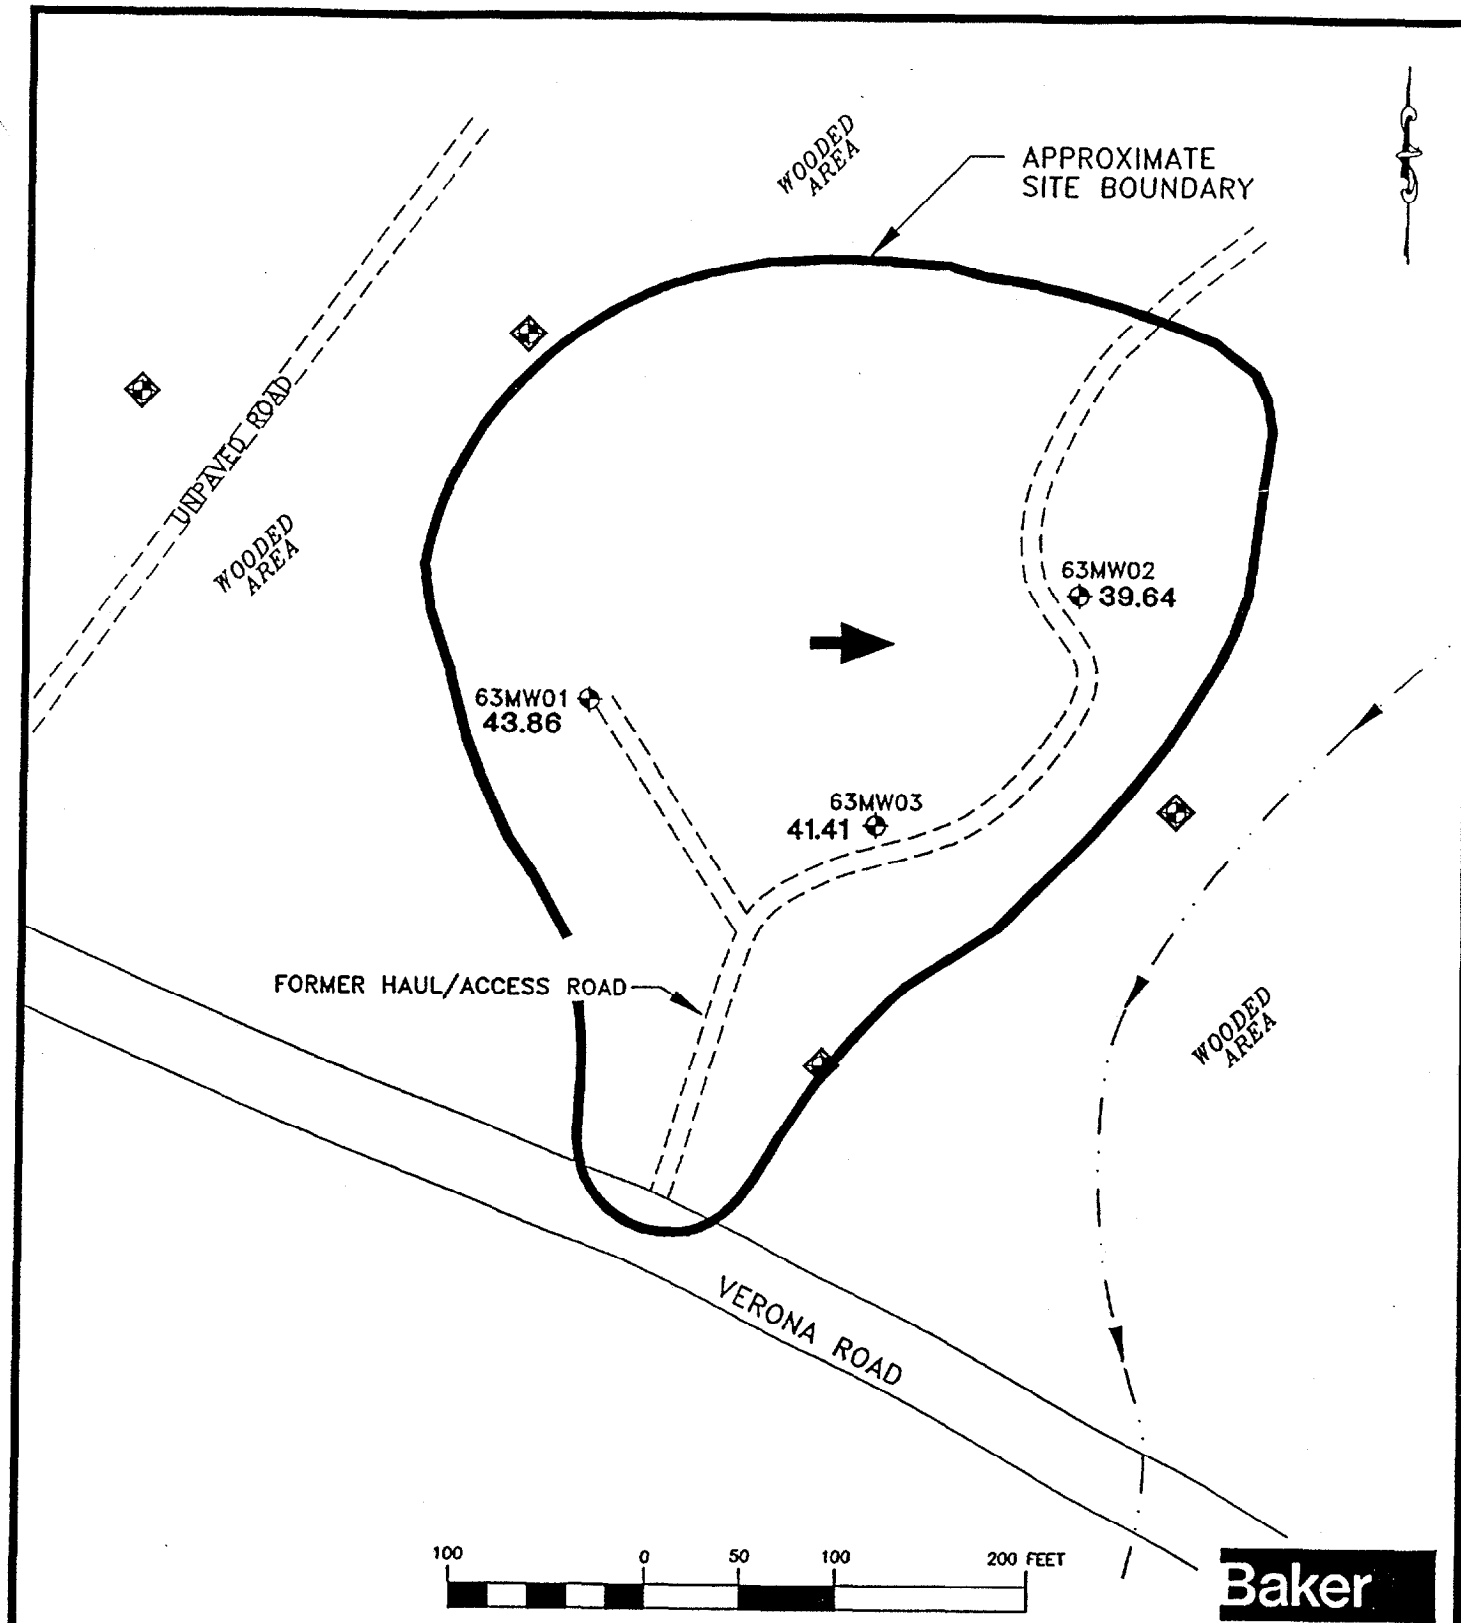 WOODED
AREA
APPROXIMATE
SITE BOUNDARY
UNPAVED ROAD
WOODED
AREA
63MW02
39.64
63MW01
43.86
63MW03
41.41
FORMER HAUL/ACCESS ROAD
WOODED
AREA
VERONA ROAD
100 0 50 100 200 FEET
Baker